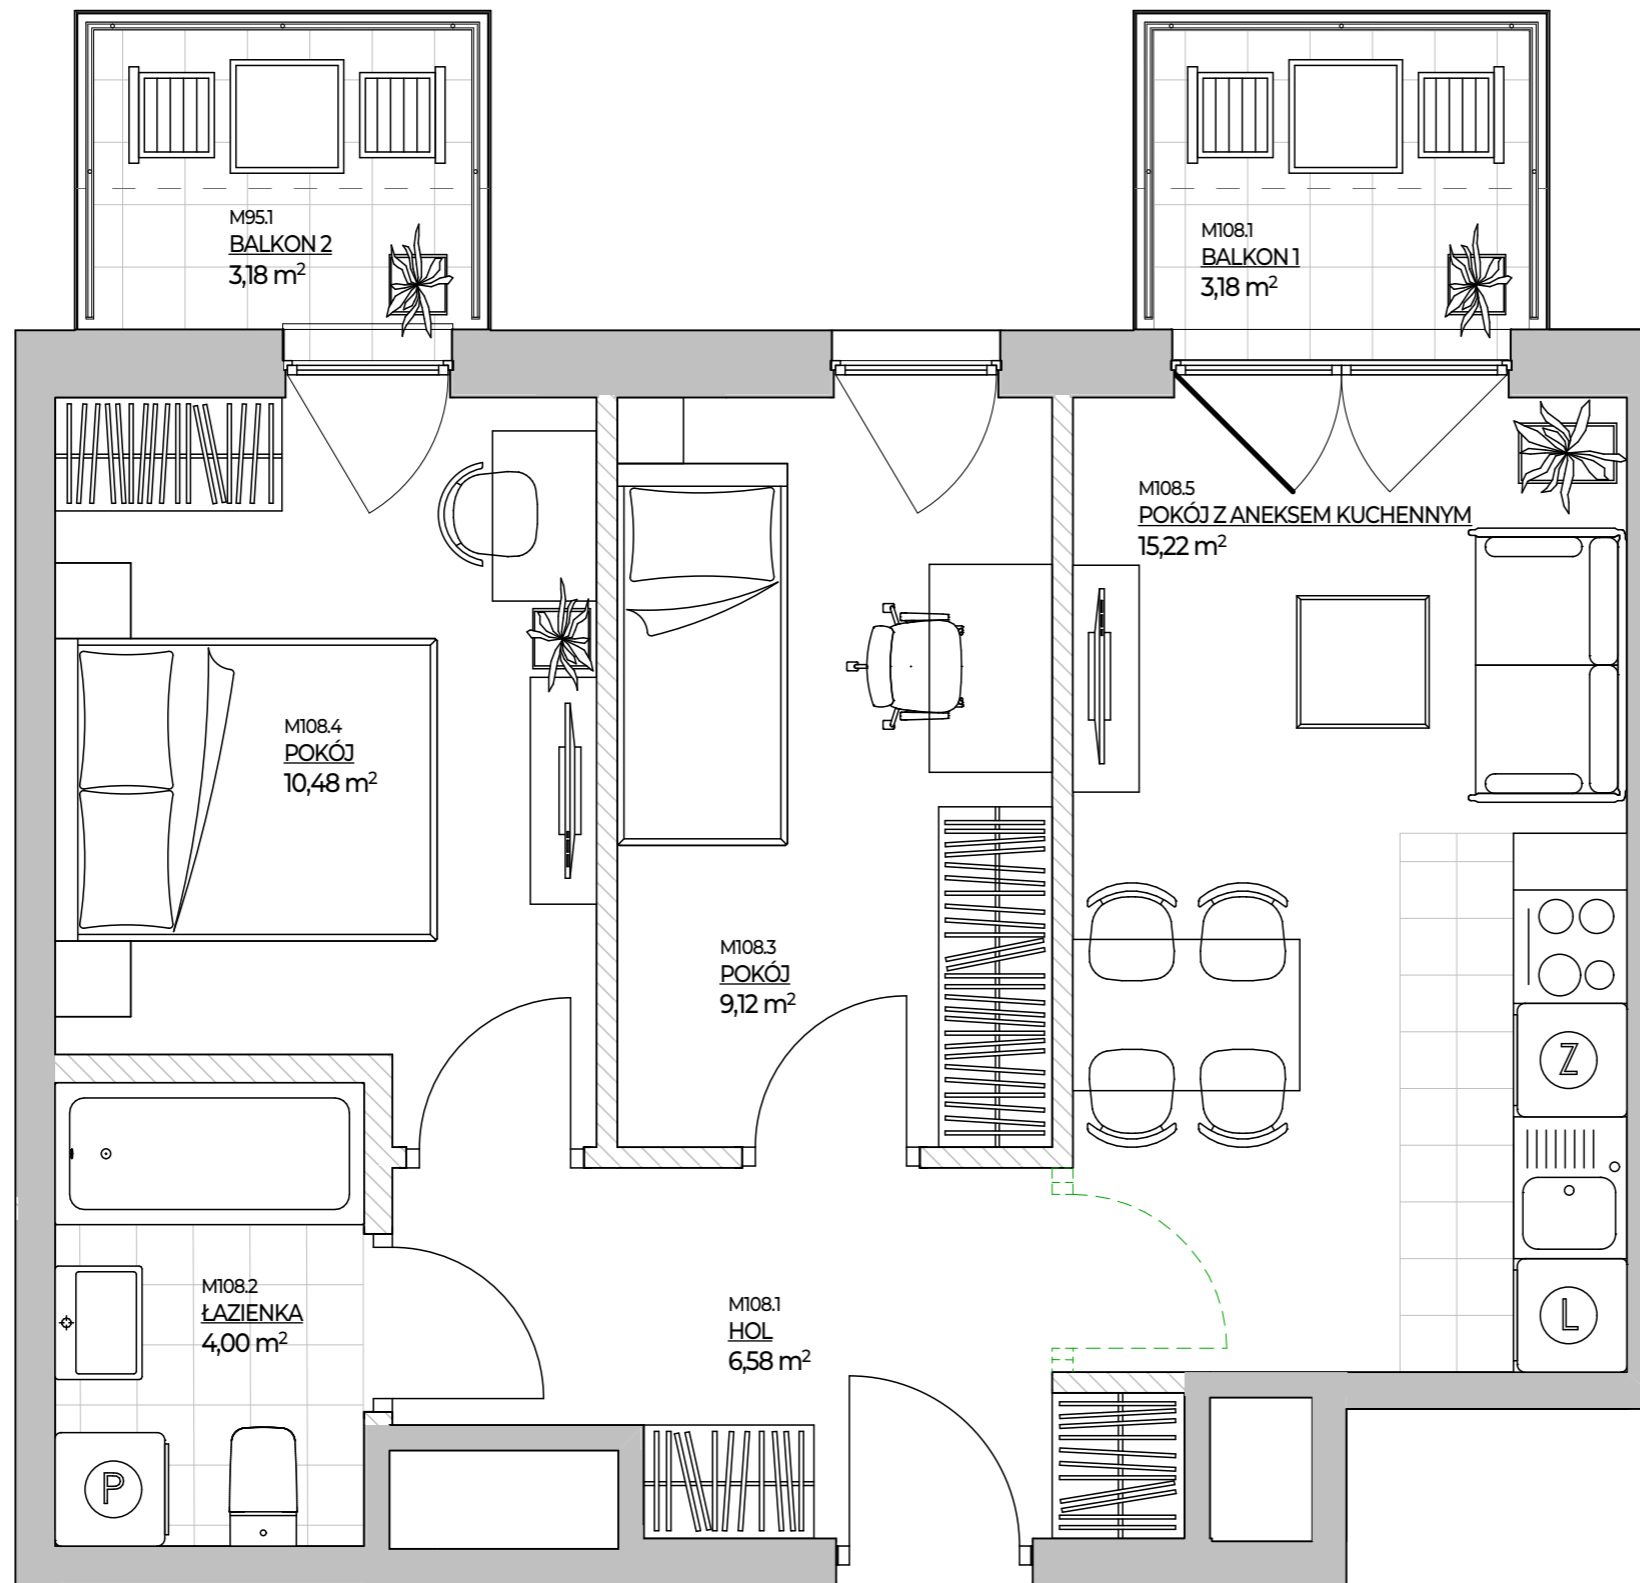 M95.1
BALKON 2
3,18 m²
M108.1
BALKON 1
3,18 m²
M108.5
POKÓJ Z ANEKSEM KUCHENNYM
15,22 m²
M108.4
POKÓJ
10,48 m²
M108.3
POKÓJ
9,12 m²
Z
M108.2
ŁAZIENKA
4,00 m²
M108.1
HOL
6,58 m²
L
P